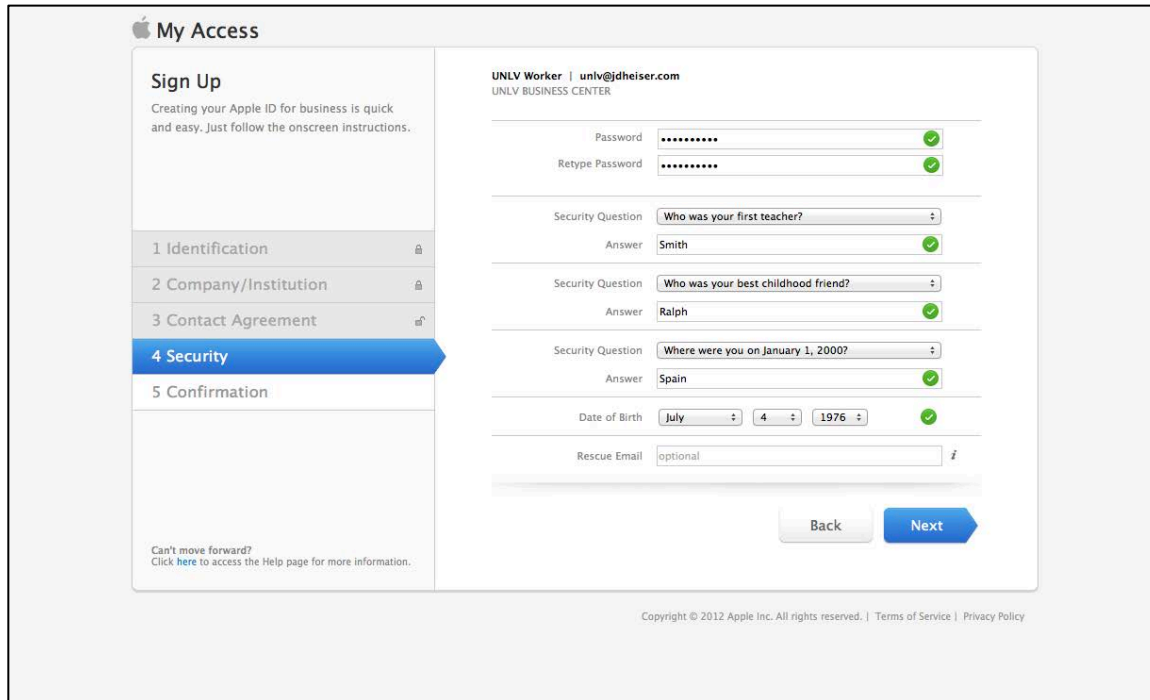 My Access
Sign Up
Creating your Apple ID for business is quick
and easy. Just follow the onscreen instructions.
1 Identification
2 Company/Institution
3 Contact Agreement
4 Security
5 Confirmation
Can't move forward?
Click here to access the Help page for more information.
UNLV Worker | unlv@jdheiser.com
UNLV BUSINESS CENTER
Password ••••••••••
Retype Password ••••••••••
Security Question Who was your first teacher?
Answer Smith
Security Question Who was your best childhood friend?
Answer Ralph
Security Question Where were you on January 1, 2000?
Answer Spain
Date of Birth July 4 1976
Rescue Email optional i
Back Next
Copyright © 2012 Apple Inc. All rights reserved. | Terms of Service | Privacy Policy